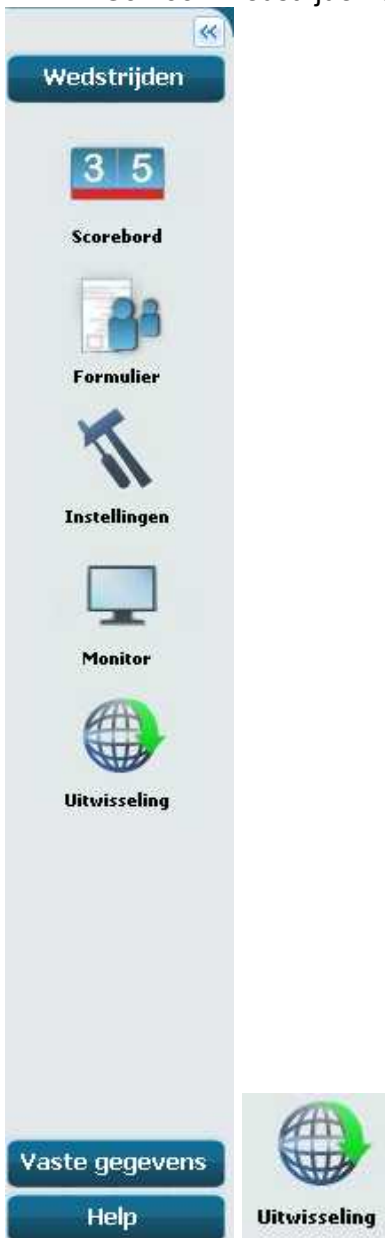 Wedstrijden
3 5
Scorebord
Formulier
Instellingen
Monitor
Uitwisseling
Vaste gegevens
Help
Uitwisseling